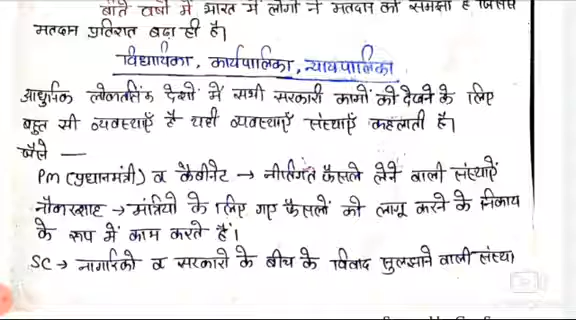 बीते वर्षों में भारत में लोगों ने मतदान को समझा है जिससे
मतदान प्रतिशत बढ़ा ही है।
विधायिका, कार्यपालिका, न्यायपालिका
आधुनिक लोकतांत्रिक देशों में सभी सरकारी कामों को देखने के लिए
बहुत सी व्यवस्थाएँ है यही व्यवस्थाएँ संस्थाएँ कहलाती है।
जैसे —
PM (प्रधानमंत्री) व कैबीनेट → नीतिगत फैसले लेने वाली संस्थाऐं
नौकरशाह → मंत्रियो के लिए गए फैसलों को लागू करने के निकाय
के रूप में काम करते हैं।
SC → नागरिको व सरकारो के बीच के विवाद सुलझाने वाली संस्था